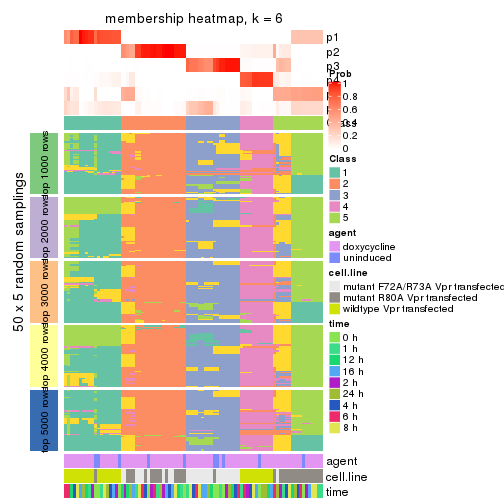 membership heatmap, k = 6
p1
p2
p3
Prob
1
0.8
0.6
0.4
0.2
0
Class
1
2
3
4
5
agent
doxycycline
uninduced
cell.line
mutant F22A/R73A Vpr transfected
mutant R80A Vpr transfected
wildtype Vpr transfected
time
0 h
1 h
12 h
16 h
2 h
24 h
4 h
6 h
8 h
50 x 5 random samplings
top 1000 rows
top 2000 rows
top 3000 rows
top 4000 rows
top 5000 rows
agent
cell.line
time